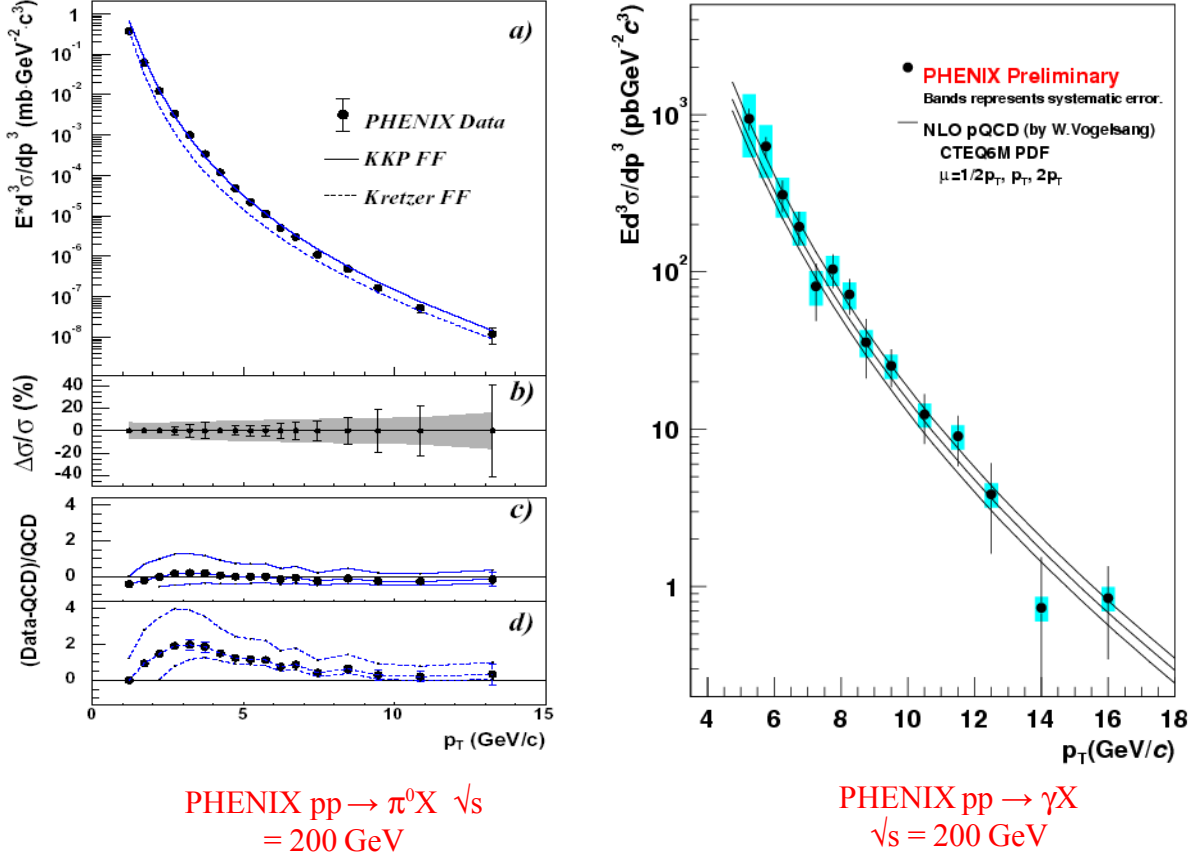 E*d³σ/dp³ (mb·GeV⁻²·c³)
1
10⁻¹
10⁻²
10⁻³
10⁻⁴
10⁻⁵
10⁻⁶
10⁻⁷
10⁻⁸
a)
PHENIX Data
KKP FF
Kretzer FF
Δσ/σ (%)
40
20
0
-20
-40
b)
(Data-QCD)/QCD
4
2
0
c)
4
2
0
d)
0 5 10 15
p_T (GeV/c)
PHENIX pp → π⁰X √s
= 200 GeV
Ed³σ/dp³ (pbGeV⁻²c³)
10³
10²
10
1
PHENIX Preliminary
Bands represents systematic error.
NLO pQCD (by W.Vogelsang)
CTEQ6M PDF
μ=1/2p_T, p_T, 2p_T
4 6 8 10 12 14 16 18
p_T(GeV/c)
PHENIX pp → γX
√s = 200 GeV